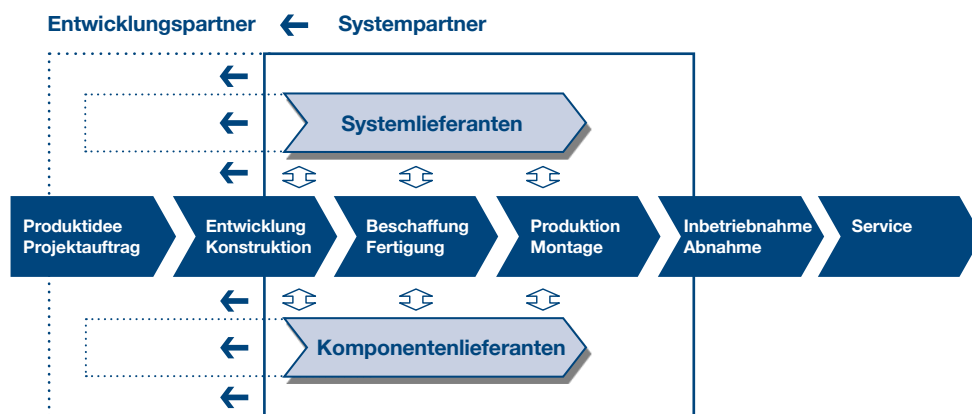 Entwicklungspartner ← Systempartner
Systemlieferanten
Produktidee
Projektauftrag
Entwicklung
Konstruktion
Beschaffung
Fertigung
Produktion
Montage
Inbetriebnahme
Abnahme
Service
Komponentenlieferanten